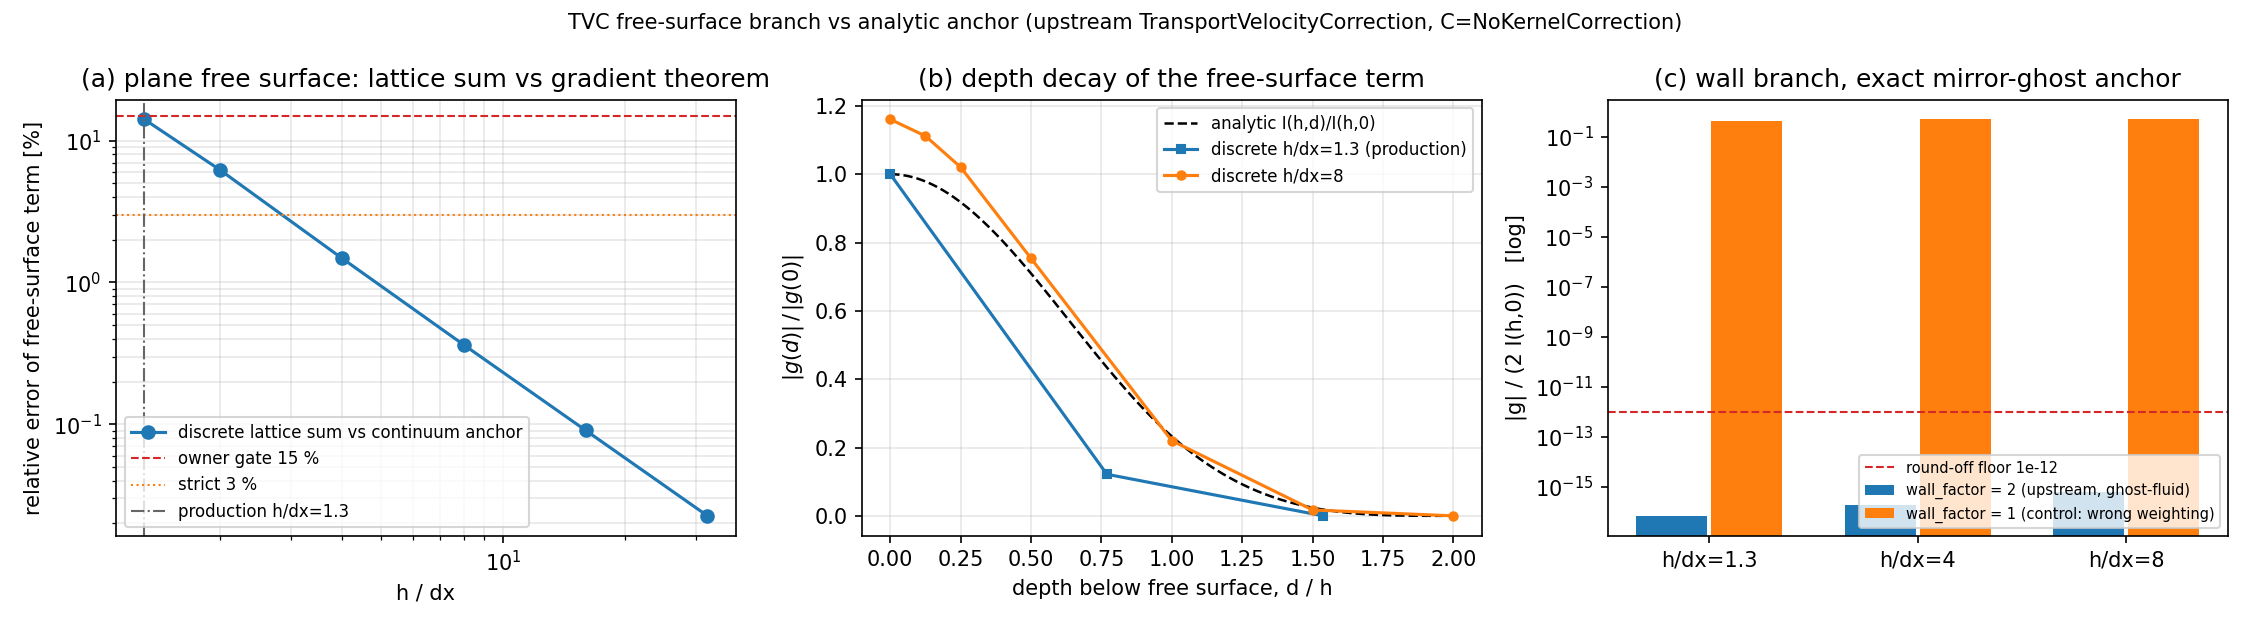 TVC free-surface branch vs analytic anchor (upstream TransportVelocityCorrection, C=NoKernelCorrection)
(a) plane free surface: lattice sum vs gradient theorem
relative error of free-surface term [%]
10¹
10⁰
10⁻¹
discrete lattice sum vs continuum anchor
owner gate 15 %
strict 3 %
production h/dx=1.3
10¹
h / dx
(b) depth decay of the free-surface term
|g(d)| / |g(0)|
1.2
1.0
0.8
0.6
0.4
0.2
0.0
analytic I(h,d)/I(h,0)
discrete h/dx=1.3 (production)
discrete h/dx=8
0.00 0.25 0.50 0.75 1.00 1.25 1.50 1.75 2.00
depth below free surface, d / h
(c) wall branch, exact mirror-ghost anchor
|g| / (2 I(h,0)) [log]
10⁻¹
10⁻³
10⁻⁵
10⁻⁷
10⁻⁹
10⁻¹¹
10⁻¹³
10⁻¹⁵
round-off floor 1e-12
wall_factor = 2 (upstream, ghost-fluid)
wall_factor = 1 (control: wrong weighting)
h/dx=1.3 h/dx=4 h/dx=8